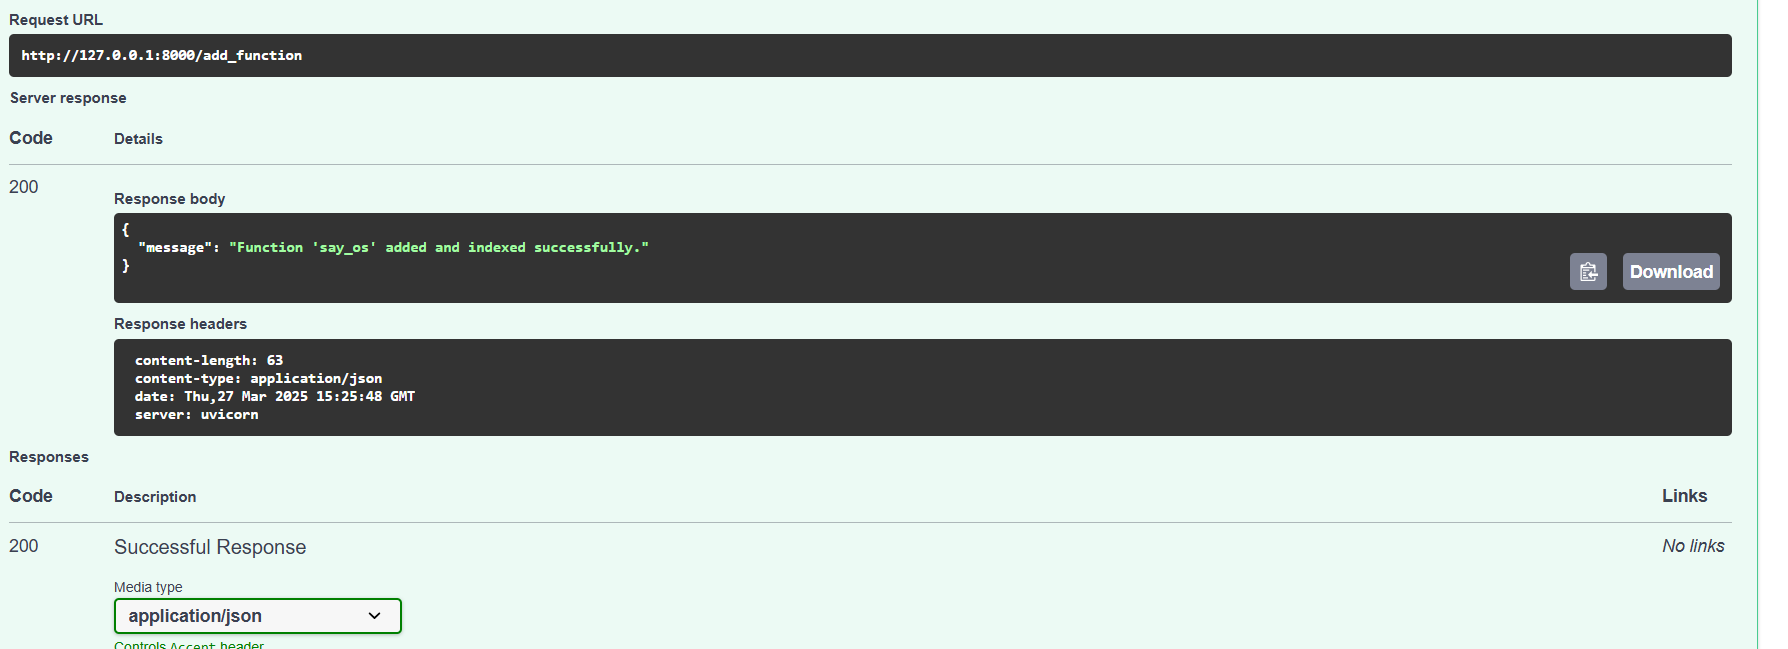 Request URL
http://127.0.0.1:8000/add_function
Server response
Code Details
200
Response body
{
"message": "Function 'say_os' added and indexed successfully."
}
Download
Response headers
content-length: 63
content-type: application/json
date: Thu,27 Mar 2025 15:25:48 GMT
server: uvicorn
Responses
Code Description Links
200 Successful Response No links
Media type
application/json
Controls Accept header